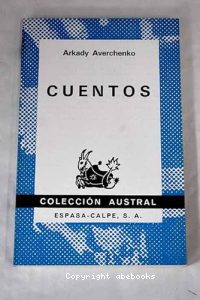 Arkady Averchenko
CUENTOS
COLECCIÓN AUSTRAL
ESPASA-CALPE, S. A.
Copyright abebooks